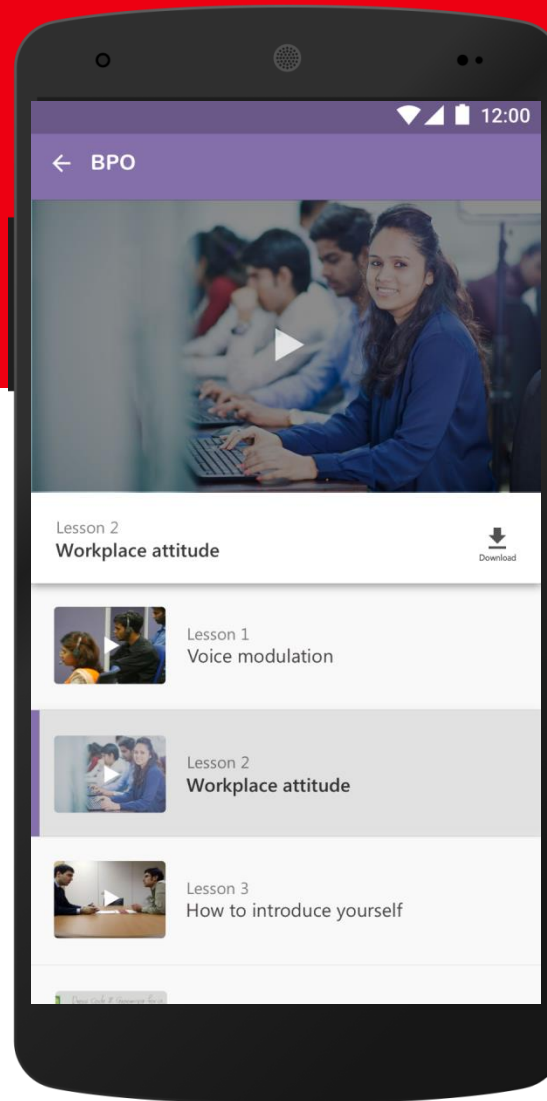 12:00
BPO
Lesson 2
Workplace attitude
Download
Lesson 1
Voice modulation
Lesson 2
Workplace attitude
Lesson 3
How to introduce yourself